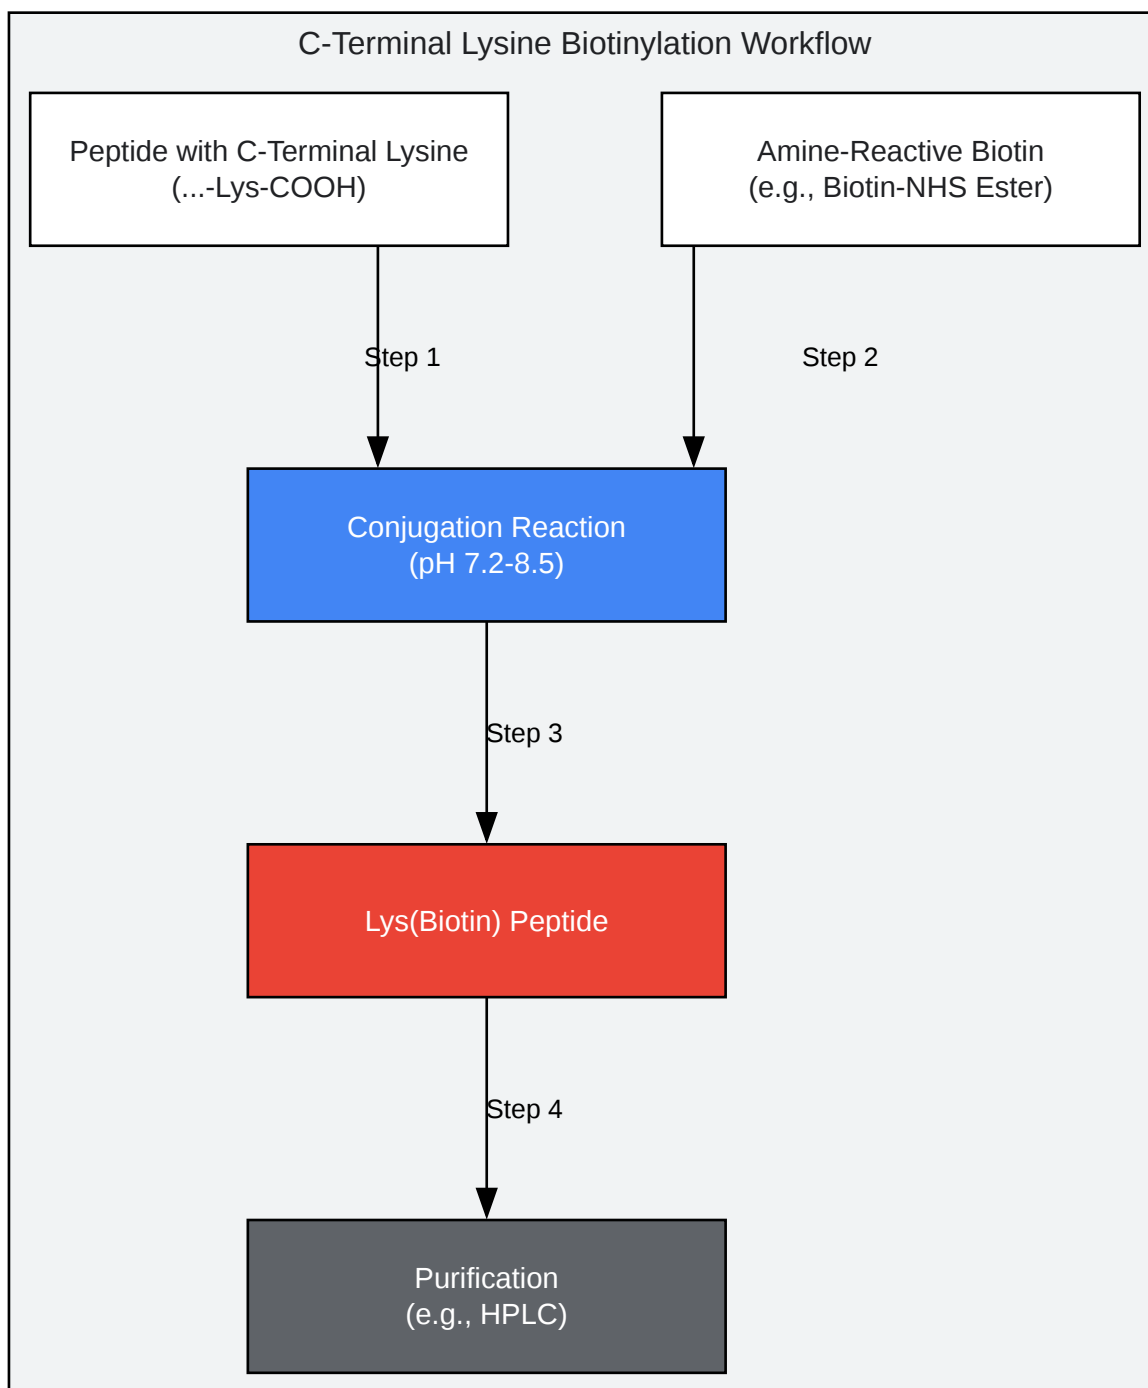 C-Terminal Lysine Biotinylation Workflow
Peptide with C-Terminal Lysine
(...-Lys-COOH)
Amine-Reactive Biotin
(e.g., Biotin-NHS Ester)
Step 1
Step 2
Conjugation Reaction
(pH 7.2-8.5)
Step 3
Lys(Biotin) Peptide
Step 4
Purification
(e.g., HPLC)